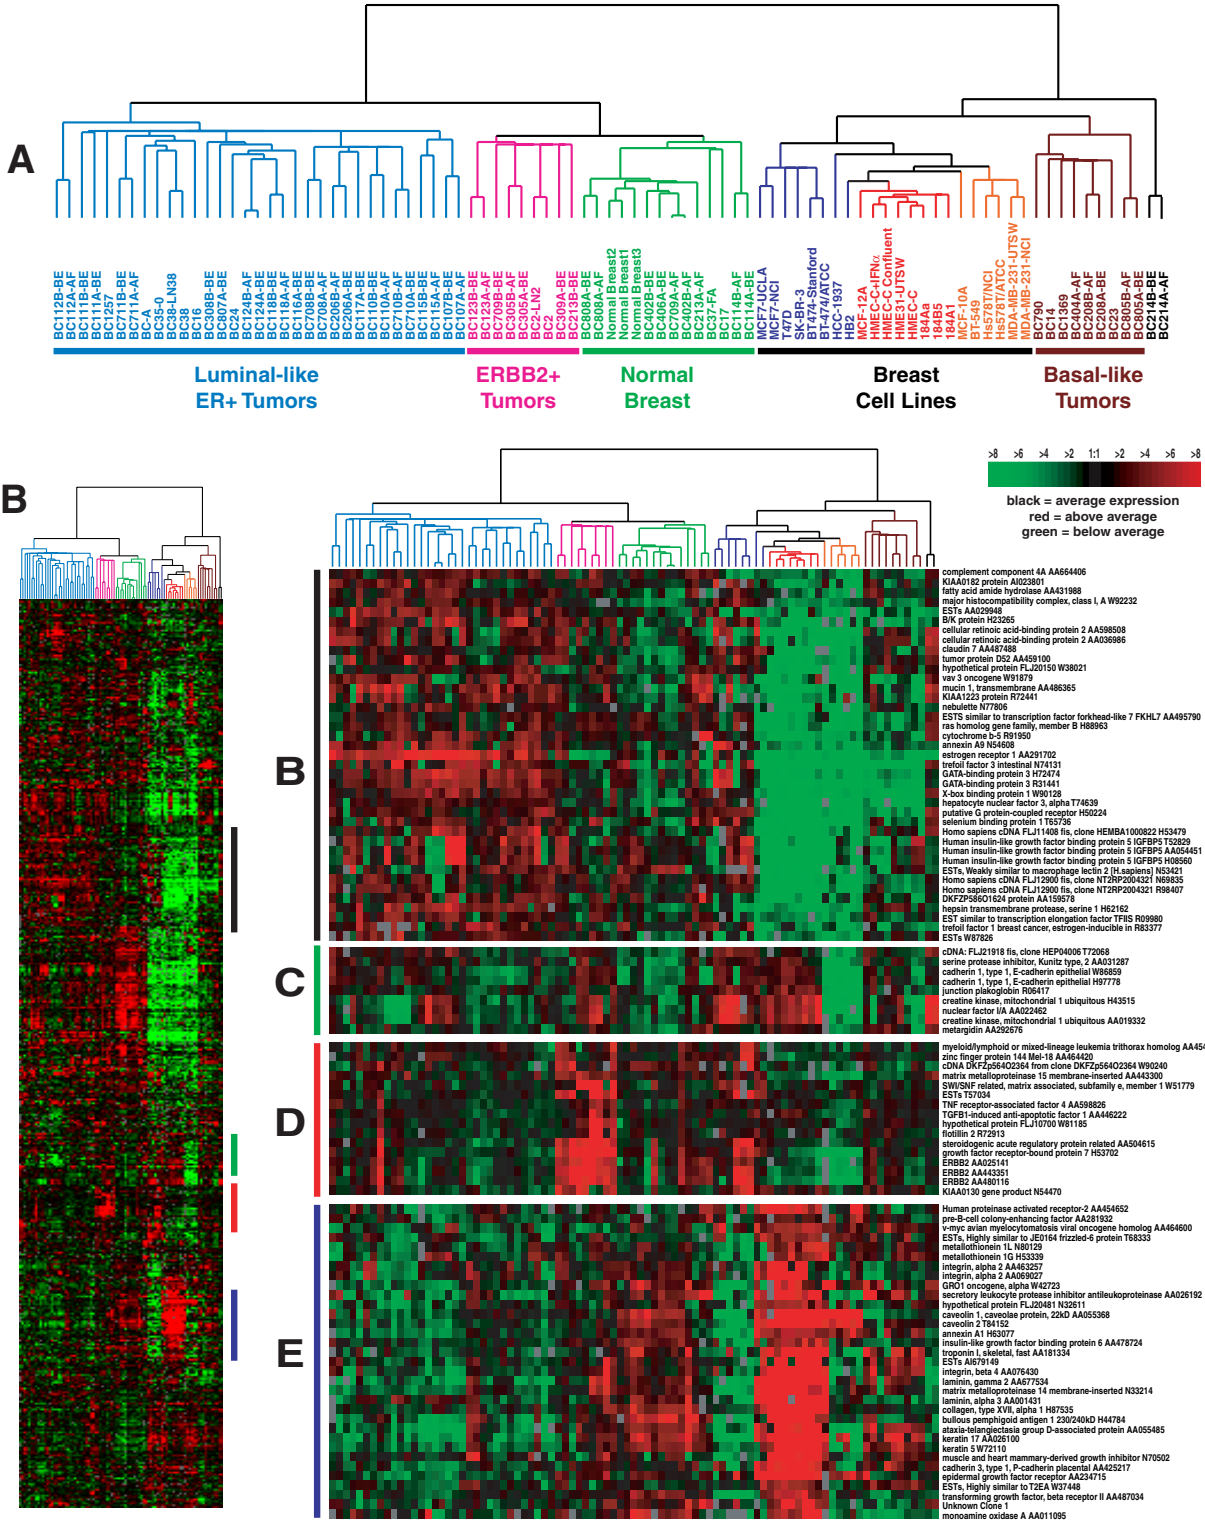 A
BC112B-BE
BC112A-AF
BC111B-BE
BC111A-BE
BC1257
BC711B-BE
BC711A-AF
BC-A
BC35-0
BC38-LN38
BC38
BC16
BC808B-BE
BC807A-BE
BC24
BC124B-AF
BC124A-BE
BC118B-BE
BC118A-AF
BC116A-BE
BC708B-BE
BC708A-AF
BC206B-AF
BC206A-BE
BC117A-BE
BC110B-BE
BC110A-AF
BC710B-AF
BC710A-BE
BC115B-BE
BC115A-AF
BC107B-BE
BC107A-AF
BC123B-BE
BC123A-AF
BC709B-BE
BC305B-AF
BC305A-BE
BC2-LN2
BC2
BC309A-BE
BC213B-BE
BC808A-BE
BC808A-AF
Normal Breast2
Normal Breast1
Normal Breast3
BC402B-BE
BC406A-BE
BC709A-AF
BC402B-AF
BC213A-AF
BC37-FA
BC17
BC114B-AF
BC114A-BE
MCF7-UCLA
MCF7-NCI
T47D
SK-BR-3
BT474-Stanford
BT-474/ATCC
HCC-1937
HB2
MCF-12A
HMEC-C+IFNα
HMEC-C Confluent
HME31-UTSW
HMEC-C
184Aa
184B5
184A1
MCF-10A
BT-549
Hs578T/NCI
Hs578T/ATCC
MDA-MB-231-UTSW
MDA-MB-231-NCI
BC790
BC14
BC1369
BC404A-AF
BC208B-AF
BC208A-BE
BC23
BC805B-AF
BC805A-BE
BC214B-BE
BC214A-AF
Luminal-like
ER+ Tumors
ERBB2+
Tumors
Normal
Breast
Breast
Cell Lines
Basal-like
Tumors
B
>8 >6 >4 >2 1:1 >2 >4 >6 >8
black = average expression
red = above average
green = below average
B
complement component 4A AA664406
KIAA0182 protein AI023801
fatty acid amide hydrolase AA431988
major histocompatibility complex, class I, A W92232
ESTs AA029948
B/K protein H23265
cellular retinoic acid-binding protein 2 AA598508
cellular retinoic acid-binding protein 2 AA036986
claudin 7 AA487488
tumor protein D52 AA459100
hypothetical protein FLJ20150 W38021
vav 3 oncogene W91879
mucin 1, transmembrane AA486365
KIAA1223 protein R72441
nebulette N77806
ESTS similar to transcription factor forkhead-like 7 FKHL7 AA495790
ras homolog gene family, member B H88963
cytochrome b-5 R91950
annexin A9 N54608
estrogen receptor 1 AA291702
trefoil factor 3 intestinal N74131
GATA-binding protein 3 H72474
GATA-binding protein 3 R31441
X-box binding protein 1 W90128
hepatocyte nuclear factor 3, alpha T74639
putative G protein-coupled receptor H50224
selenium binding protein 1 T65736
Homo sapiens cDNA FLJ11408 fis, clone HEMBA1000822 H53479
Human insulin-like growth factor binding protein 5 IGFBP5 T52829
Human insulin-like growth factor binding protein 5 IGFBP5 AA054451
Human insulin-like growth factor binding protein 5 IGFBP5 H08560
ESTs, Weakly similar to macrophage lectin 2 [H.sapiens] N53421
Homo sapiens cDNA FLJ12900 fis, clone NT2RP2004321 N69835
Homo sapiens cDNA FLJ12900 fis, clone NT2RP2004321 R98407
DKFZP586O1624 protein AA159578
hepsin transmembrane protease, serine 1 H62162
EST similar to transcription elongation factor TFIIS R09980
trefoil factor 1 breast cancer, estrogen-inducible in R83377
ESTs W87826
C
cDNA: FLJ21918 fis, clone HEP04006 T72068
serine protease inhibitor, Kunitz type, 2 AA031287
cadherin 1, type 1, E-cadherin epithelial W86859
cadherin 1, type 1, E-cadherin epithelial H97778
junction plakoglobin R06417
creatine kinase, mitochondrial 1 ubiquitous H43515
nuclear factor I/A AA022462
creatine kinase, mitochondrial 1 ubiquitous AA019332
metargidin AA292676
D
myeloid/lymphoid or mixed-lineage leukemia trithorax homolog AA454
zinc finger protein 144 Mel-18 AA464420
cDNA DKFZp564O2364 from clone DKFZp564O2364 W90240
matrix metalloproteinase 15 membrane-inserted AA443300
SWI/SNF related, matrix associated, subfamily e, member 1 W51779
ESTs T57034
TNF receptor-associated factor 4 AA598826
TGFB1-induced anti-apoptotic factor 1 AA446222
hypothetical protein FLJ10700 W81185
flotillin 2 R72913
steroidogenic acute regulatory protein related AA504615
growth factor receptor-bound protein 7 H53702
ERBB2 AA025141
ERBB2 AA443351
ERBB2 AA480116
KIAA0130 gene product N54470
E
Human proteinase activated receptor-2 AA454652
pre-B-cell colony-enhancing factor AA281932
v-myc avian myelocytomatosis viral oncogene homolog AA464600
ESTs, Highly similar to JE0164 frizzled-6 protein T68333
metallothionein 1L N80129
metallothionein 1G H53339
integrin, alpha 2 AA463257
integrin, alpha 2 AA069027
GRO1 oncogene, alpha W42723
secretory leukocyte protease inhibitor antileukoproteinase AA026192
hypothetical protein FLJ20481 N32611
caveolin 1, caveolae protein, 22kD AA055368
caveolin 2 T84152
annexin A1 H63077
insulin-like growth factor binding protein 6 AA478724
troponin I, skeletal, fast AA181334
ESTs AI679149
integrin, beta 4 AA076430
laminin, gamma 2 AA677534
matrix metalloproteinase 14 membrane-inserted N33214
laminin, alpha 3 AA001431
collagen, type XVII, alpha 1 H87535
bullous pemphigoid antigen 1 230/240kD H44784
ataxia-telangiectasia group D-associated protein AA055485
keratin 17 AA026100
keratin 5 W72110
muscle and heart mammary-derived growth inhibitor N70502
cadherin 3, type 1, P-cadherin placental AA425217
epidermal growth factor receptor AA234715
ESTs, Highly similar to T2EA W37448
transforming growth factor, beta receptor II AA487034
Unknown Clone 1
monoamine oxidase A AA011095